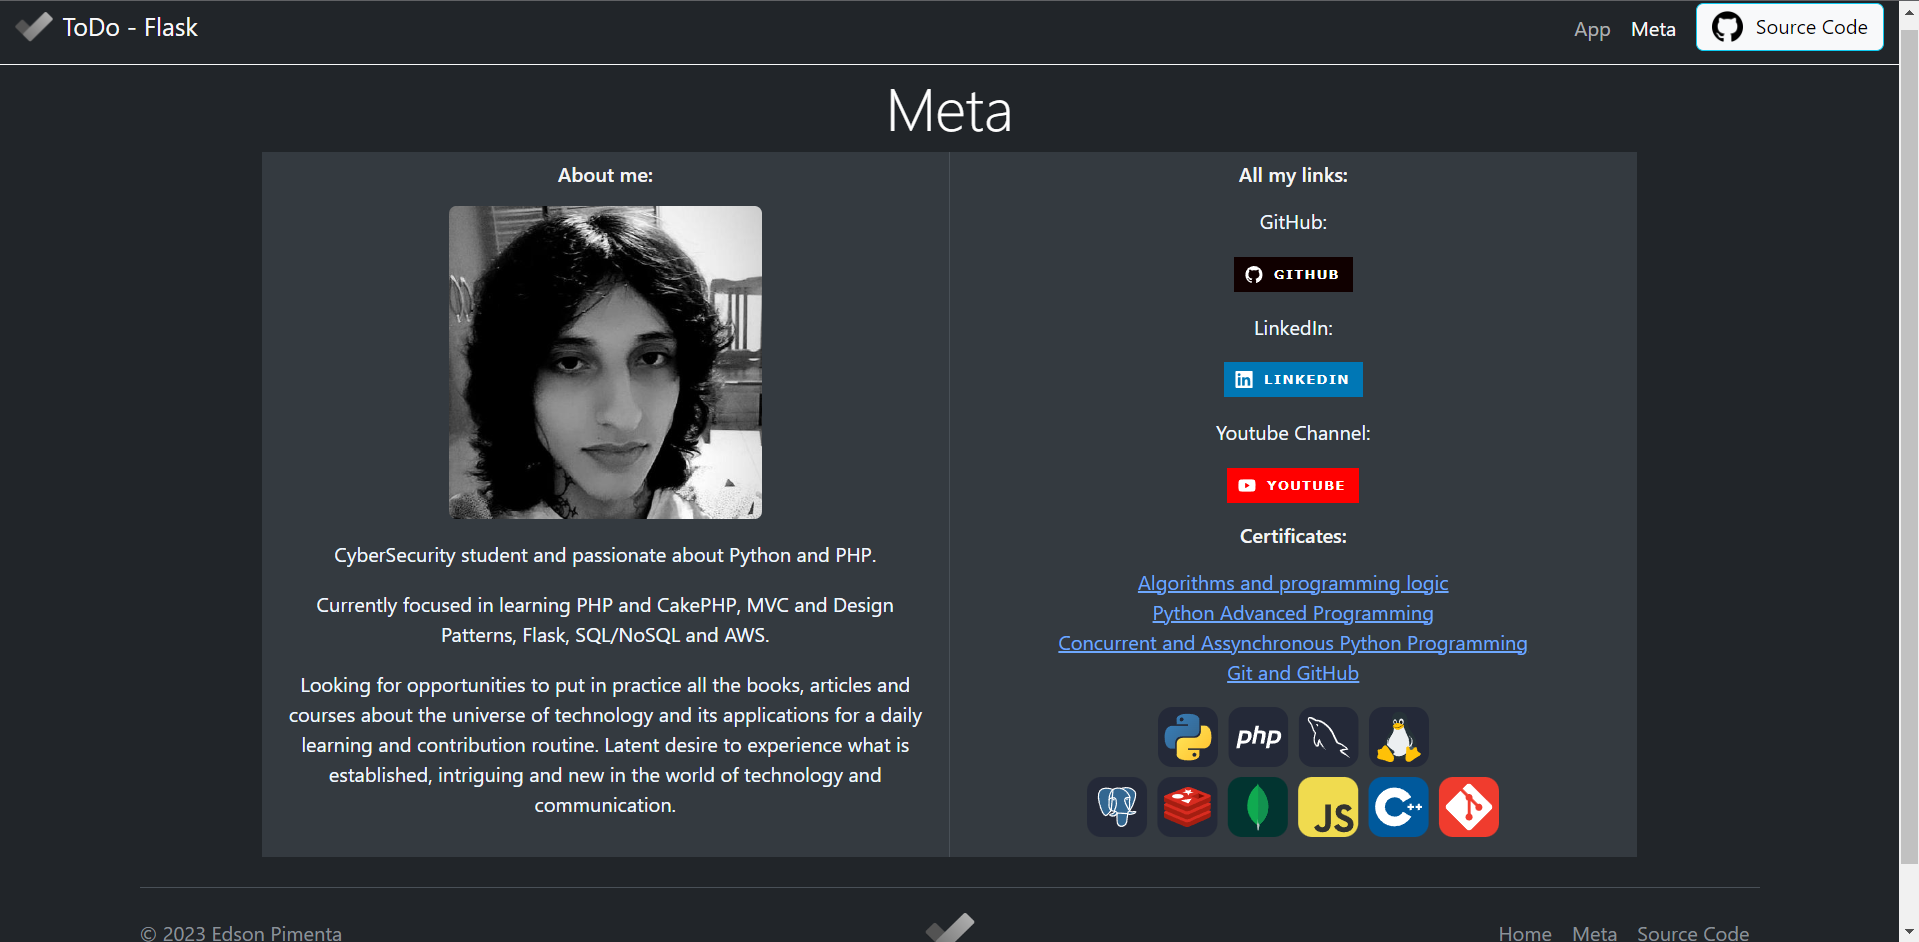 ToDo - Flask
App Meta Source Code
Meta
About me:
CyberSecurity student and passionate about Python and PHP.
Currently focused in learning PHP and CakePHP, MVC and Design
Patterns, Flask, SQL/NoSQL and AWS.
Looking for opportunities to put in practice all the books, articles and
courses about the universe of technology and its applications for a daily
learning and contribution routine. Latent desire to experience what is
established, intriguing and new in the world of technology and
communication.
All my links:
GitHub:
GITHUB
LinkedIn:
in LINKEDIN
Youtube Channel:
YOUTUBE
Certificates:
Algorithms and programming logic
Python Advanced Programming
Concurrent and Assynchronous Python Programming
Git and GitHub
php
JS C++
© 2023 Edson Pimenta
Home Meta Source Code